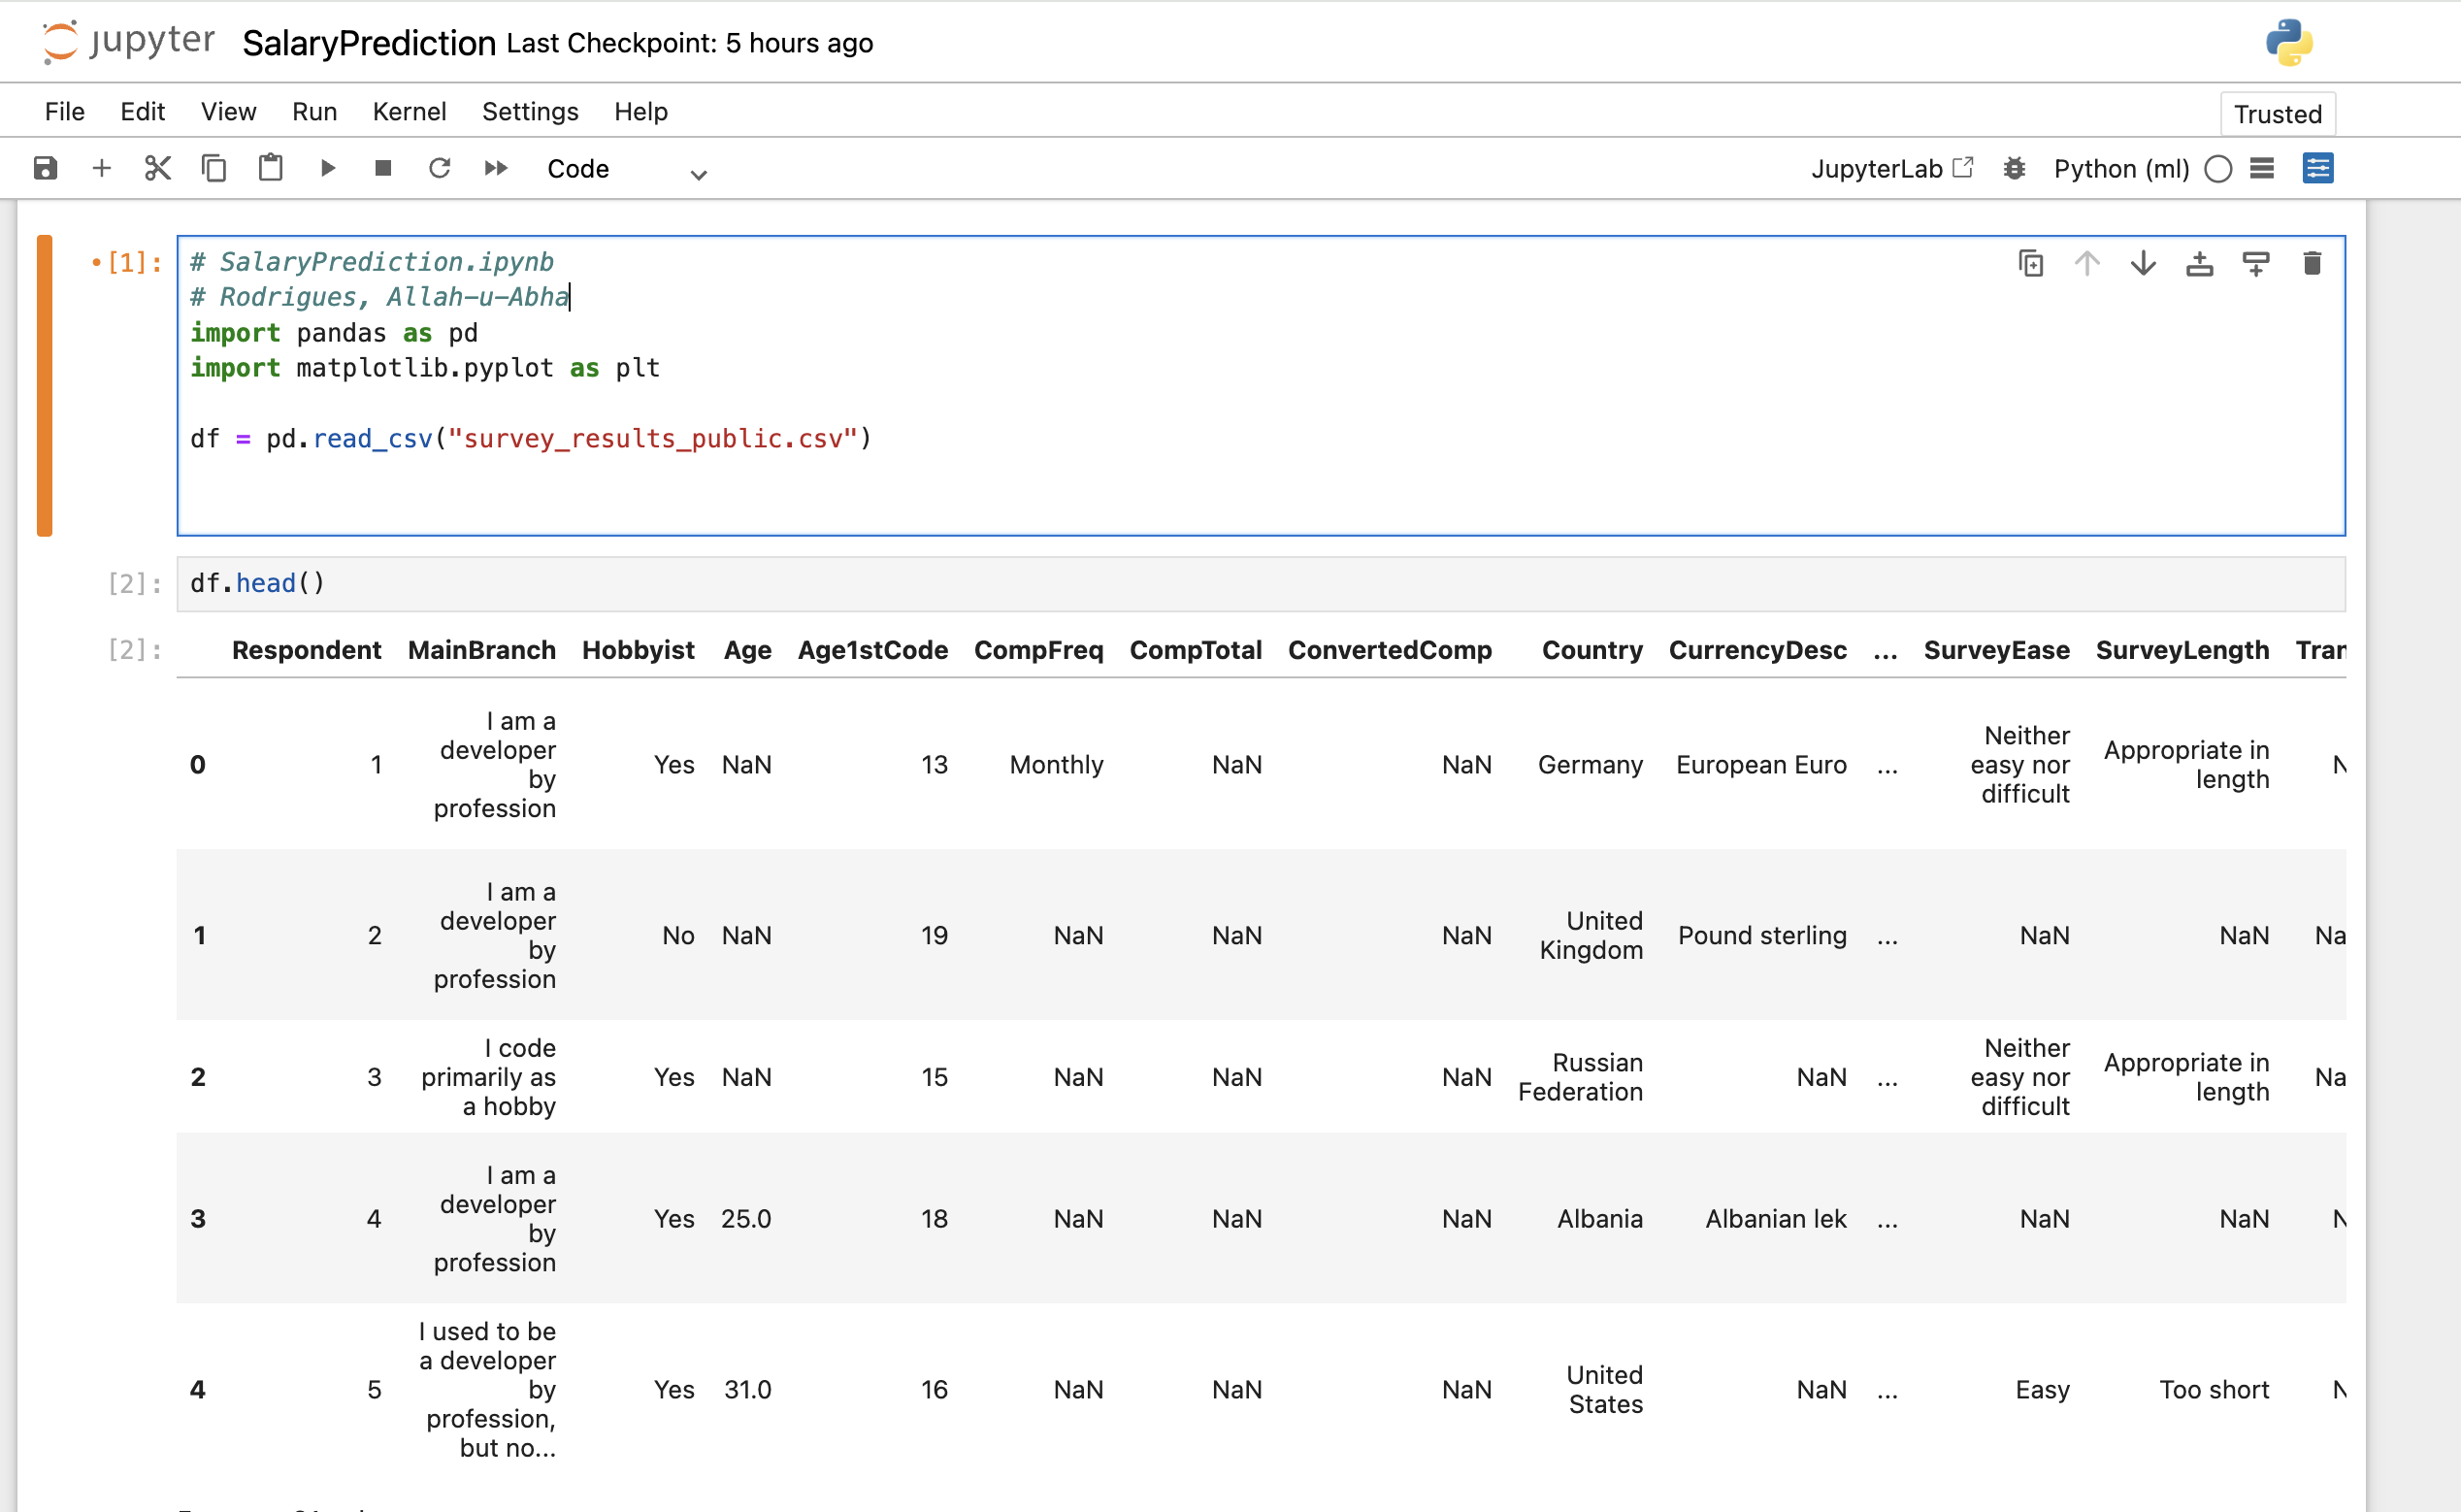 jupyter SalaryPrediction Last Checkpoint: 5 hours ago
File Edit View Run Kernel Settings Help Trusted
Code JupyterLab Python (ml)
[1]: # SalaryPrediction.ipynb
# Rodrigues, Allah-u-Abha
import pandas as pd
import matplotlib.pyplot as plt
df = pd.read_csv("survey_results_public.csv")
[2]: df.head()
[2]: Respondent MainBranch Hobbyist Age Age1stCode CompFreq CompTotal ConvertedComp Country CurrencyDesc ... SurveyEase SurveyLength Tran
0 1 I am a developer by profession Yes NaN 13 Monthly NaN NaN Germany European Euro ... Neither easy nor difficult Appropriate in length N
1 2 I am a developer by profession No NaN 19 NaN NaN NaN United Kingdom Pound sterling ... NaN NaN Na
2 3 I code primarily as a hobby Yes NaN 15 NaN NaN NaN Russian Federation NaN ... Neither easy nor difficult Appropriate in length Na
3 4 I am a developer by profession Yes 25.0 18 NaN NaN NaN Albania Albanian lek ... NaN NaN N
4 5 I used to be a developer by profession, but no... Yes 31.0 16 NaN NaN NaN United States NaN ... Easy Too short N